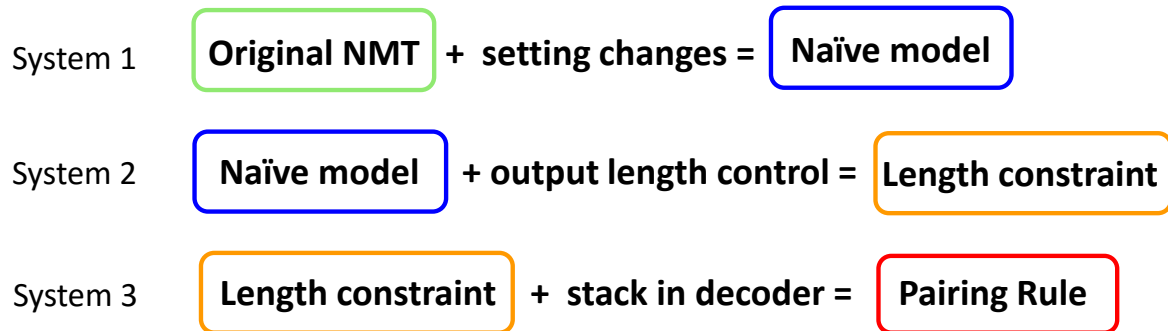 System 1 Original NMT + setting changes = Naïve model
System 2 Naïve model + output length control = Length constraint
System 3 Length constraint + stack in decoder = Pairing Rule